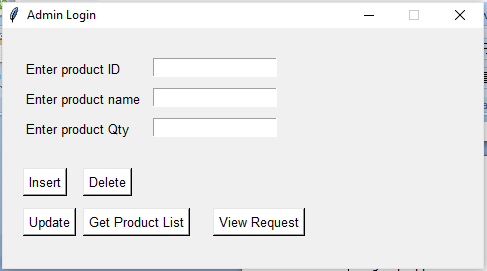 Admin Login
Enter product ID
Enter product name
Enter product Qty
Insert Delete
Update Get Product List View Request